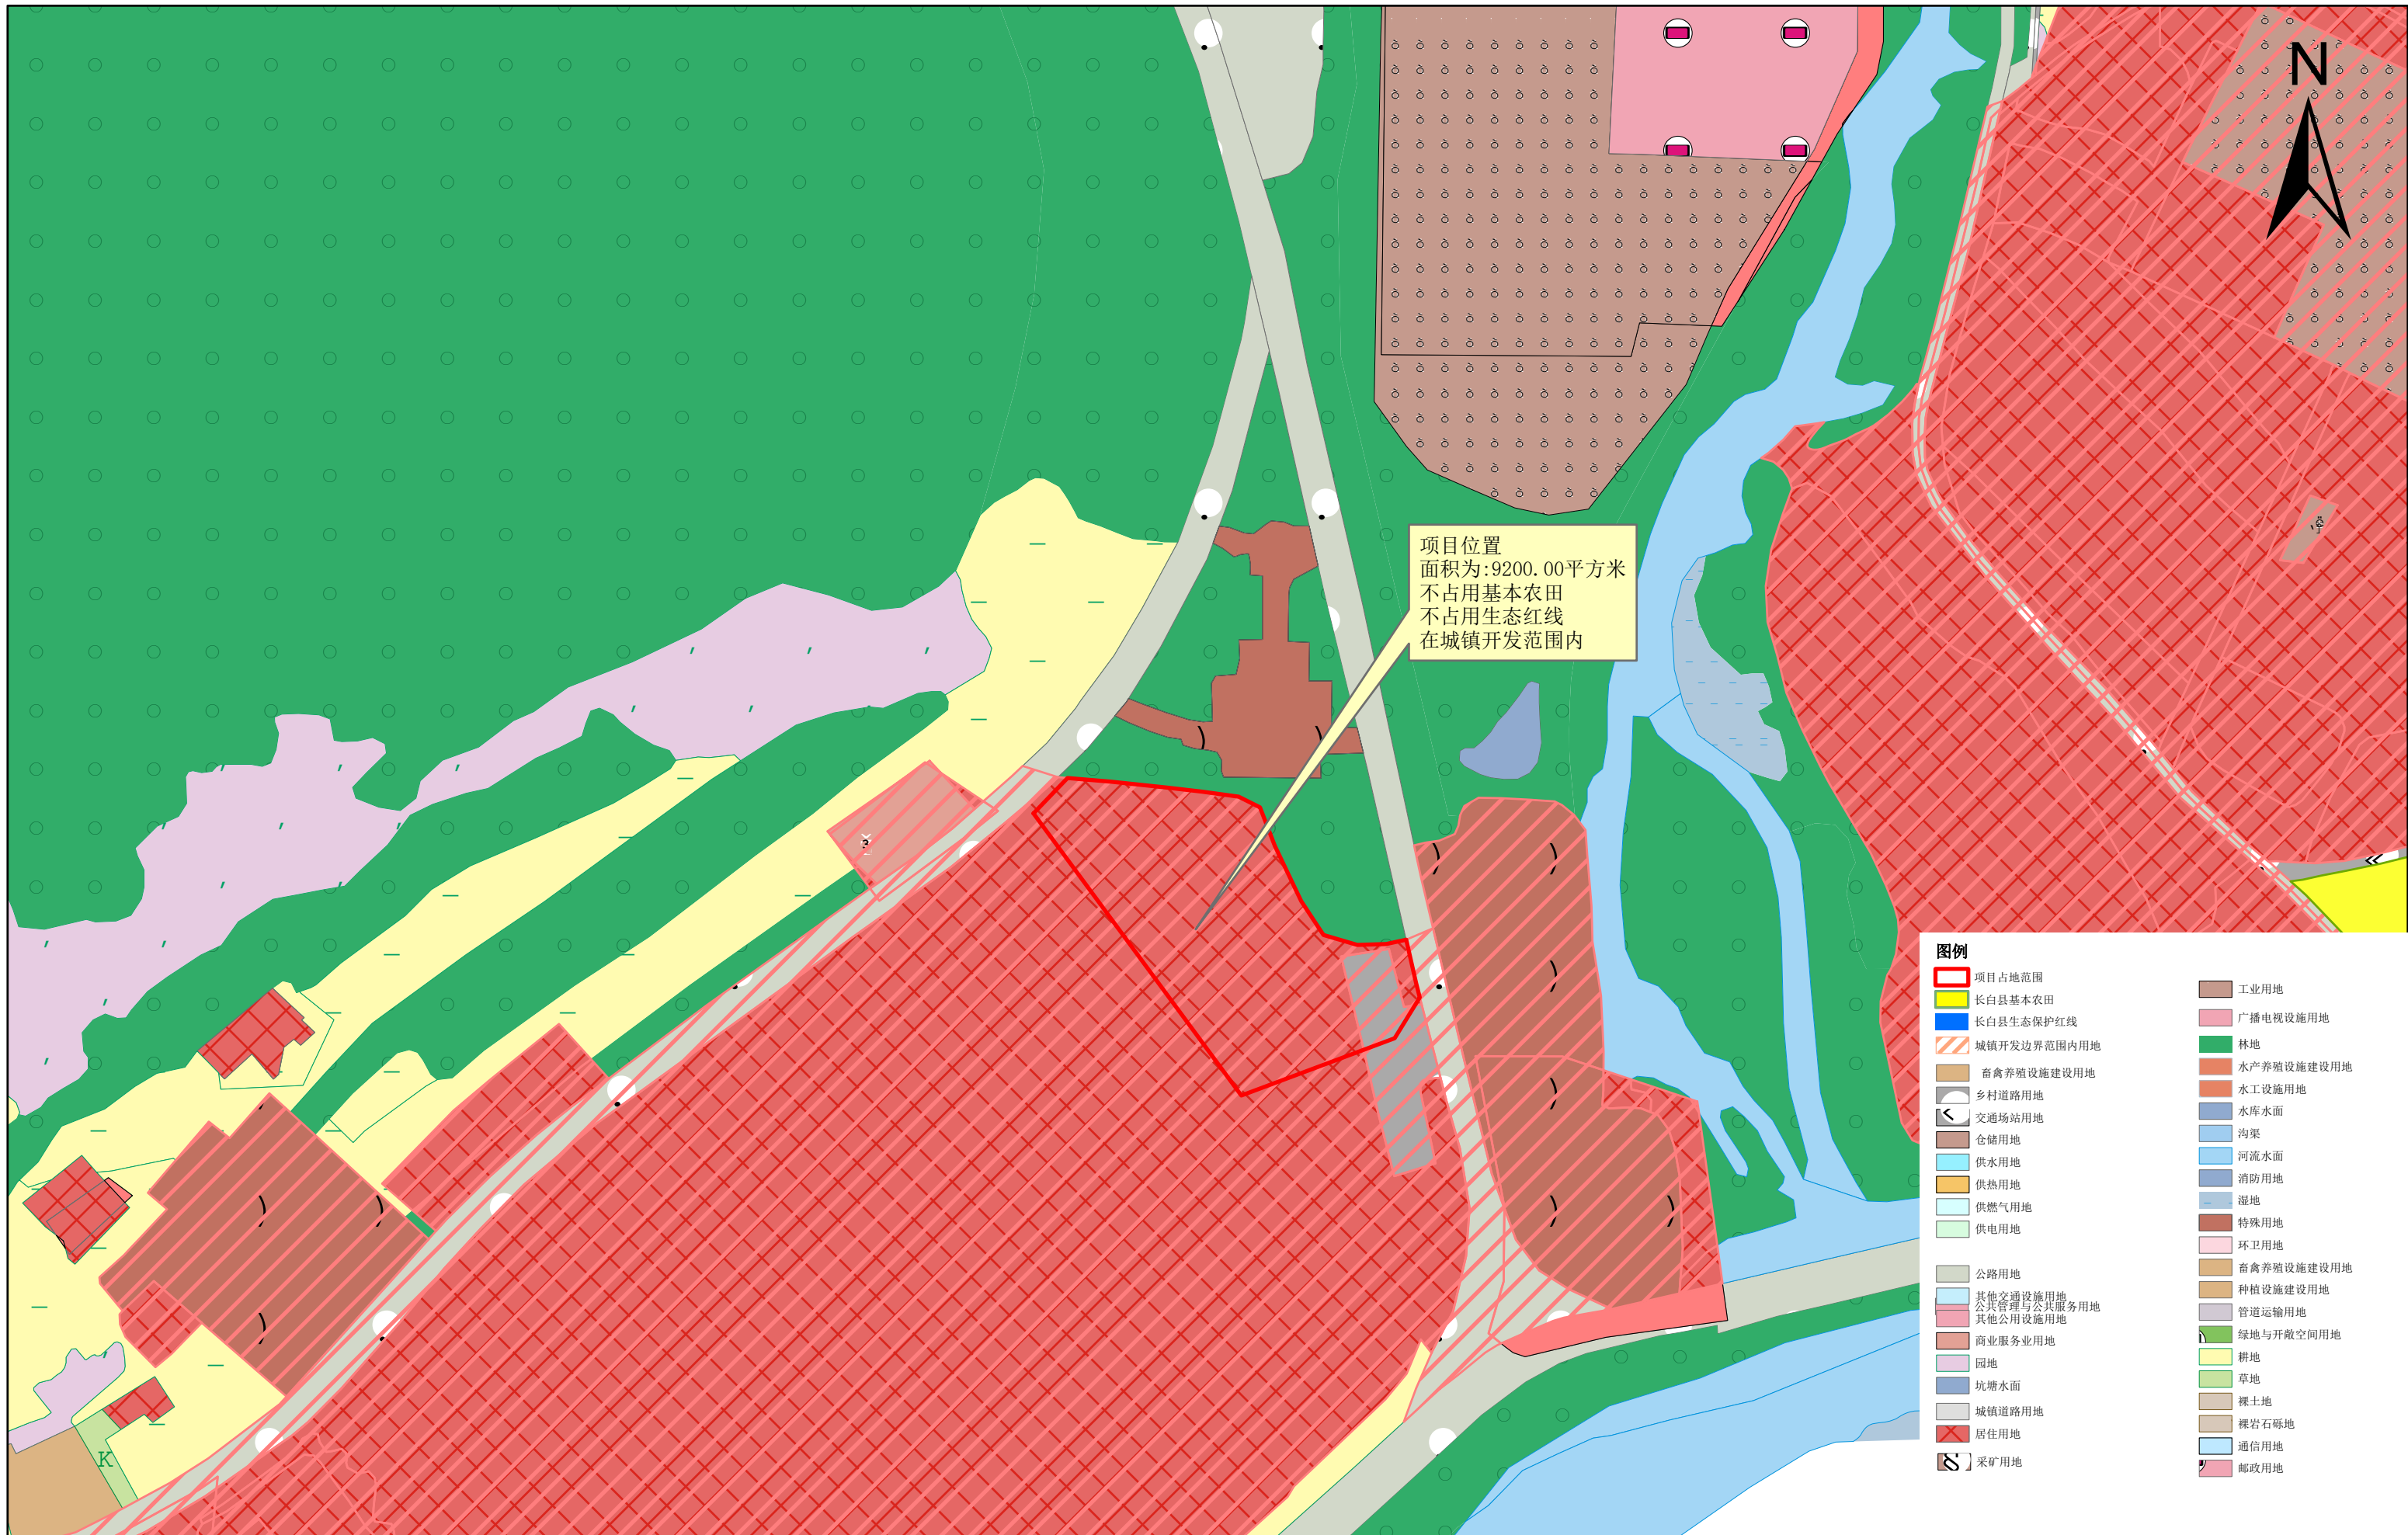 N
项目位置
面积为:9200.00平方米
不占用基本农田
不占用生态红线
在城镇开发范围内
K
图例
项目占地范围
长白县基本农田
长白县生态保护红线
城镇开发边界范围内用地
畜禽养殖设施建设用地
乡村道路用地
交通场站用地
仓储用地
供水用地
供热用地
供燃气用地
供电用地
公路用地
其他交通设施用地
公共管理与公共服务用地
其他公用设施用地
商业服务业用地
园地
坑塘水面
城镇道路用地
居住用地
采矿用地
工业用地
广播电视设施用地
林地
水产养殖设施建设用地
水工设施用地
水库水面
沟渠
河流水面
消防用地
湿地
特殊用地
环卫用地
畜禽养殖设施建设用地
种植设施建设用地
管道运输用地
绿地与开敞空间用地
耕地
草地
裸土地
裸岩石砾地
通信用地
邮政用地